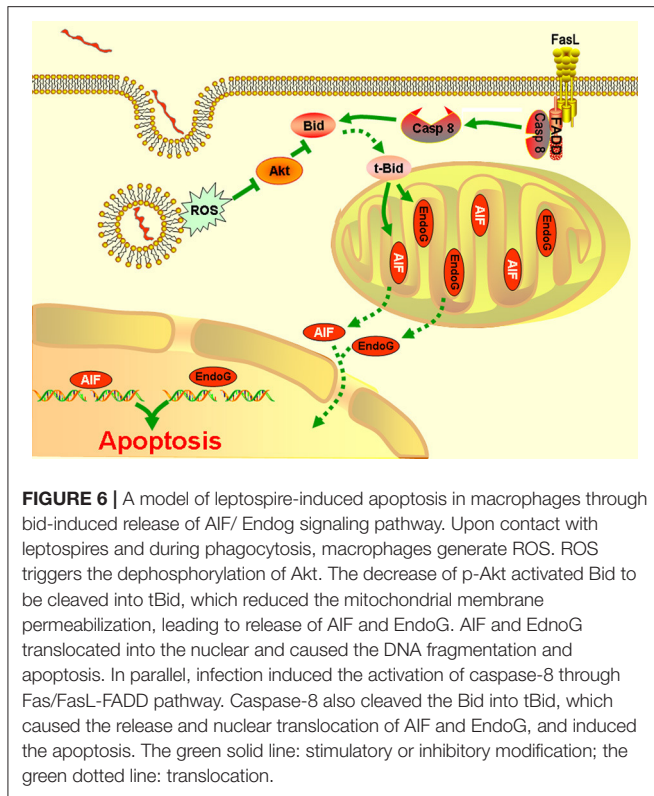 FasL
FADD
Casp 8
Casp 8
Bid
Akt
t-Bid
ROS
AIF
EndoG
AIF
EndoG
AIF
EndoG
AIF
EndoG
AIF
EndoG
Apoptosis
FIGURE 6 | A model of leptospire-induced apoptosis in macrophages through
bid-induced release of AIF/ Endog signaling pathway. Upon contact with
leptospires and during phagocytosis, macrophages generate ROS. ROS
triggers the dephosphorylation of Akt. The decrease of p-Akt activated Bid to
be cleaved into tBid, which reduced the mitochondrial membrane
permeabilization, leading to release of AIF and EndoG. AIF and EdnoG
translocated into the nuclear and caused the DNA fragmentation and
apoptosis. In parallel, infection induced the activation of caspase-8 through
Fas/FasL-FADD pathway. Caspase-8 also cleaved the Bid into tBid, which
caused the release and nuclear translocation of AIF and EndoG, and induced
the apoptosis. The green solid line: stimulatory or inhibitory modification; the
green dotted line: translocation.